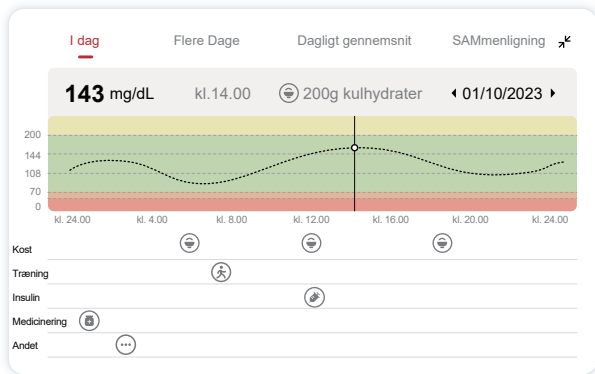 I dag Flere Dage Dagligt gennemsnit SAMmenligning
143 mg/dL kl.14.00 200g kulhydrater 01/10/2023
200
144
108
70
0
kl. 24.00 kl. 4.00 kl. 8.00 kl. 12.00 kl. 16.00 kl. 20.00 kl. 24.00
Kost
Træning
Insulin
Medicinering
Andet